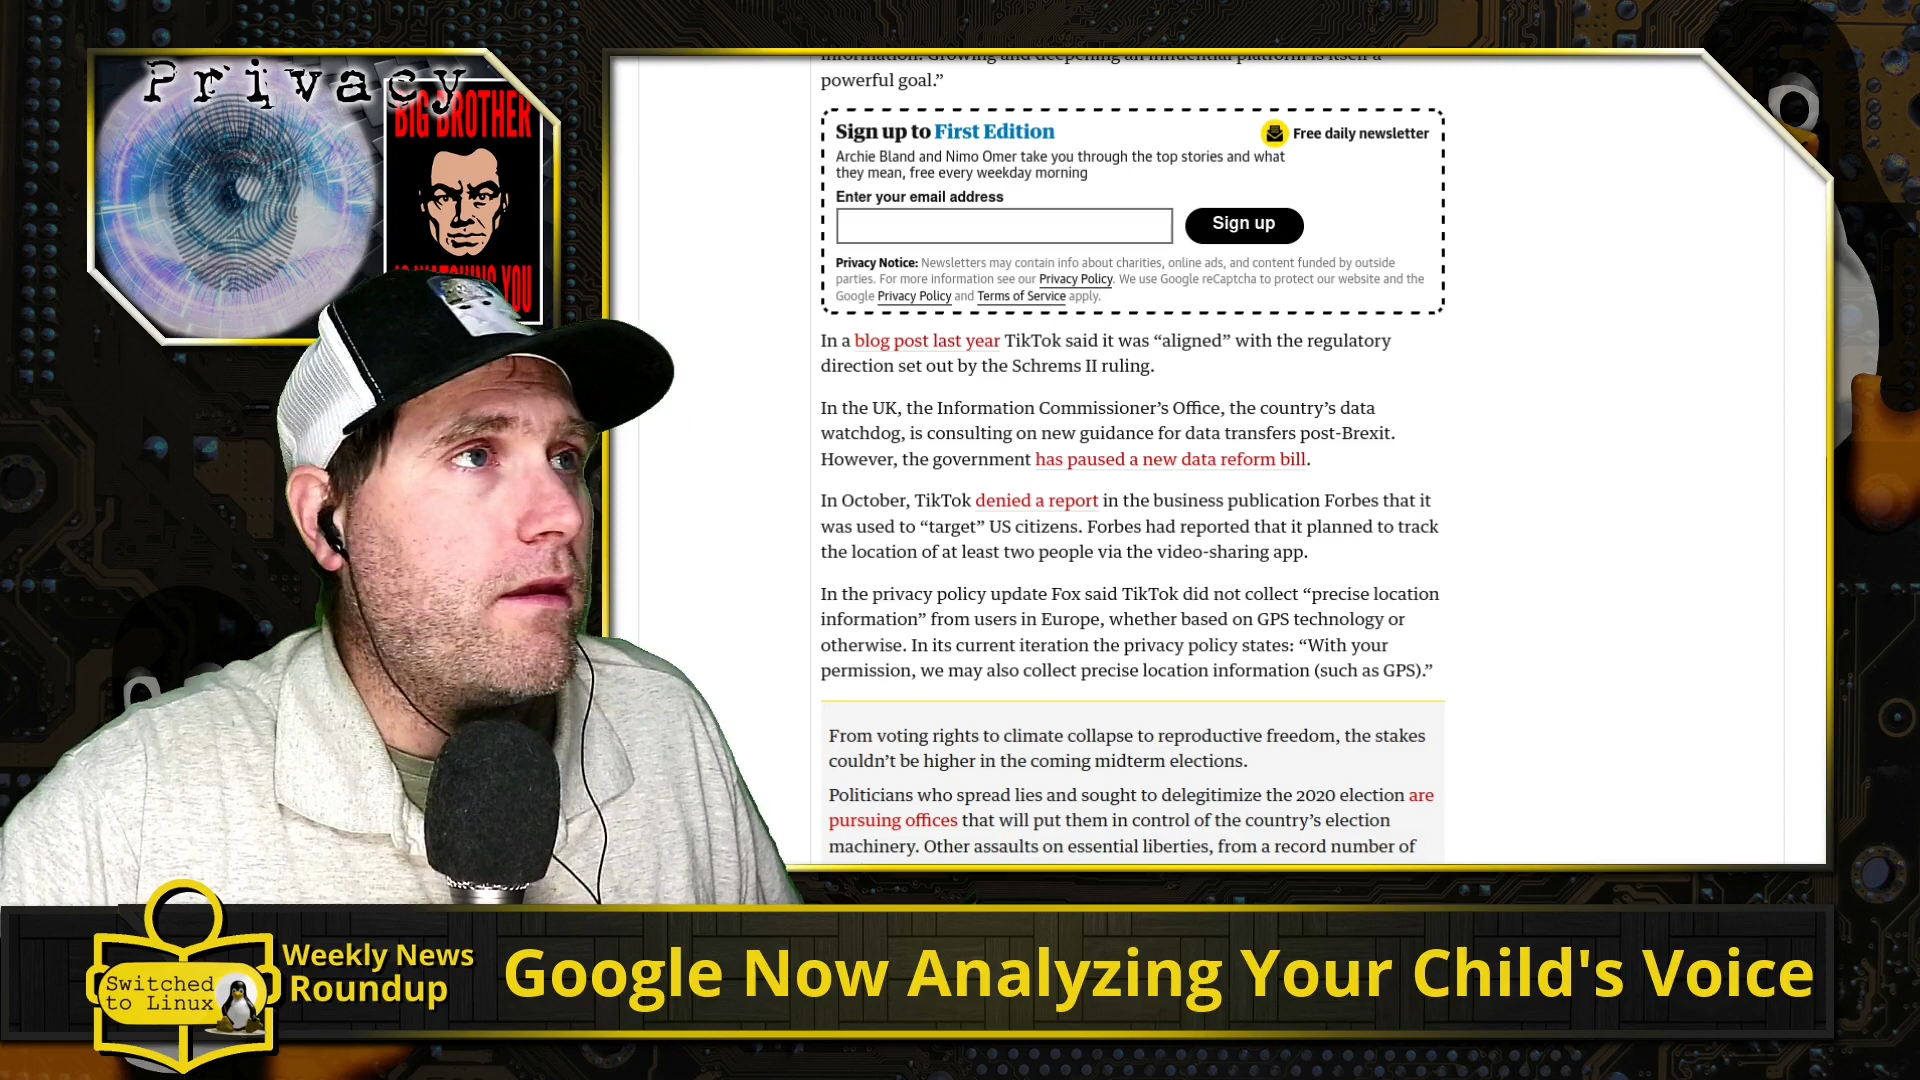 Privacy
BIG BROTHER
YOU
information. Growing and deepening an influential platform is itself a
powerful goal.”
Sign up to First Edition
Free daily newsletter
Archie Bland and Nimo Omer take you through the top stories and what
they mean, free every weekday morning
Enter your email address
Sign up
Privacy Notice: Newsletters may contain info about charities, online ads, and content funded by outside
parties. For more information see our Privacy Policy. We use Google reCaptcha to protect our website and the
Google Privacy Policy and Terms of Service apply.
In a blog post last year TikTok said it was “aligned” with the regulatory
direction set out by the Schrems II ruling.
In the UK, the Information Commissioner’s Office, the country’s data
watchdog, is consulting on new guidance for data transfers post-Brexit.
However, the government has paused a new data reform bill.
In October, TikTok denied a report in the business publication Forbes that it
was used to “target” US citizens. Forbes had reported that it planned to track
the location of at least two people via the video-sharing app.
In the privacy policy update Fox said TikTok did not collect “precise location
information” from users in Europe, whether based on GPS technology or
otherwise. In its current iteration the privacy policy states: “With your
permission, we may also collect precise location information (such as GPS).”
From voting rights to climate collapse to reproductive freedom, the stakes
couldn’t be higher in the coming midterm elections.
Politicians who spread lies and sought to delegitimize the 2020 election are
pursuing offices that will put them in control of the country’s election
machinery. Other assaults on essential liberties, from a record number of
Switched
to Linux
Weekly News
Roundup
Google Now Analyzing Your Child's Voice